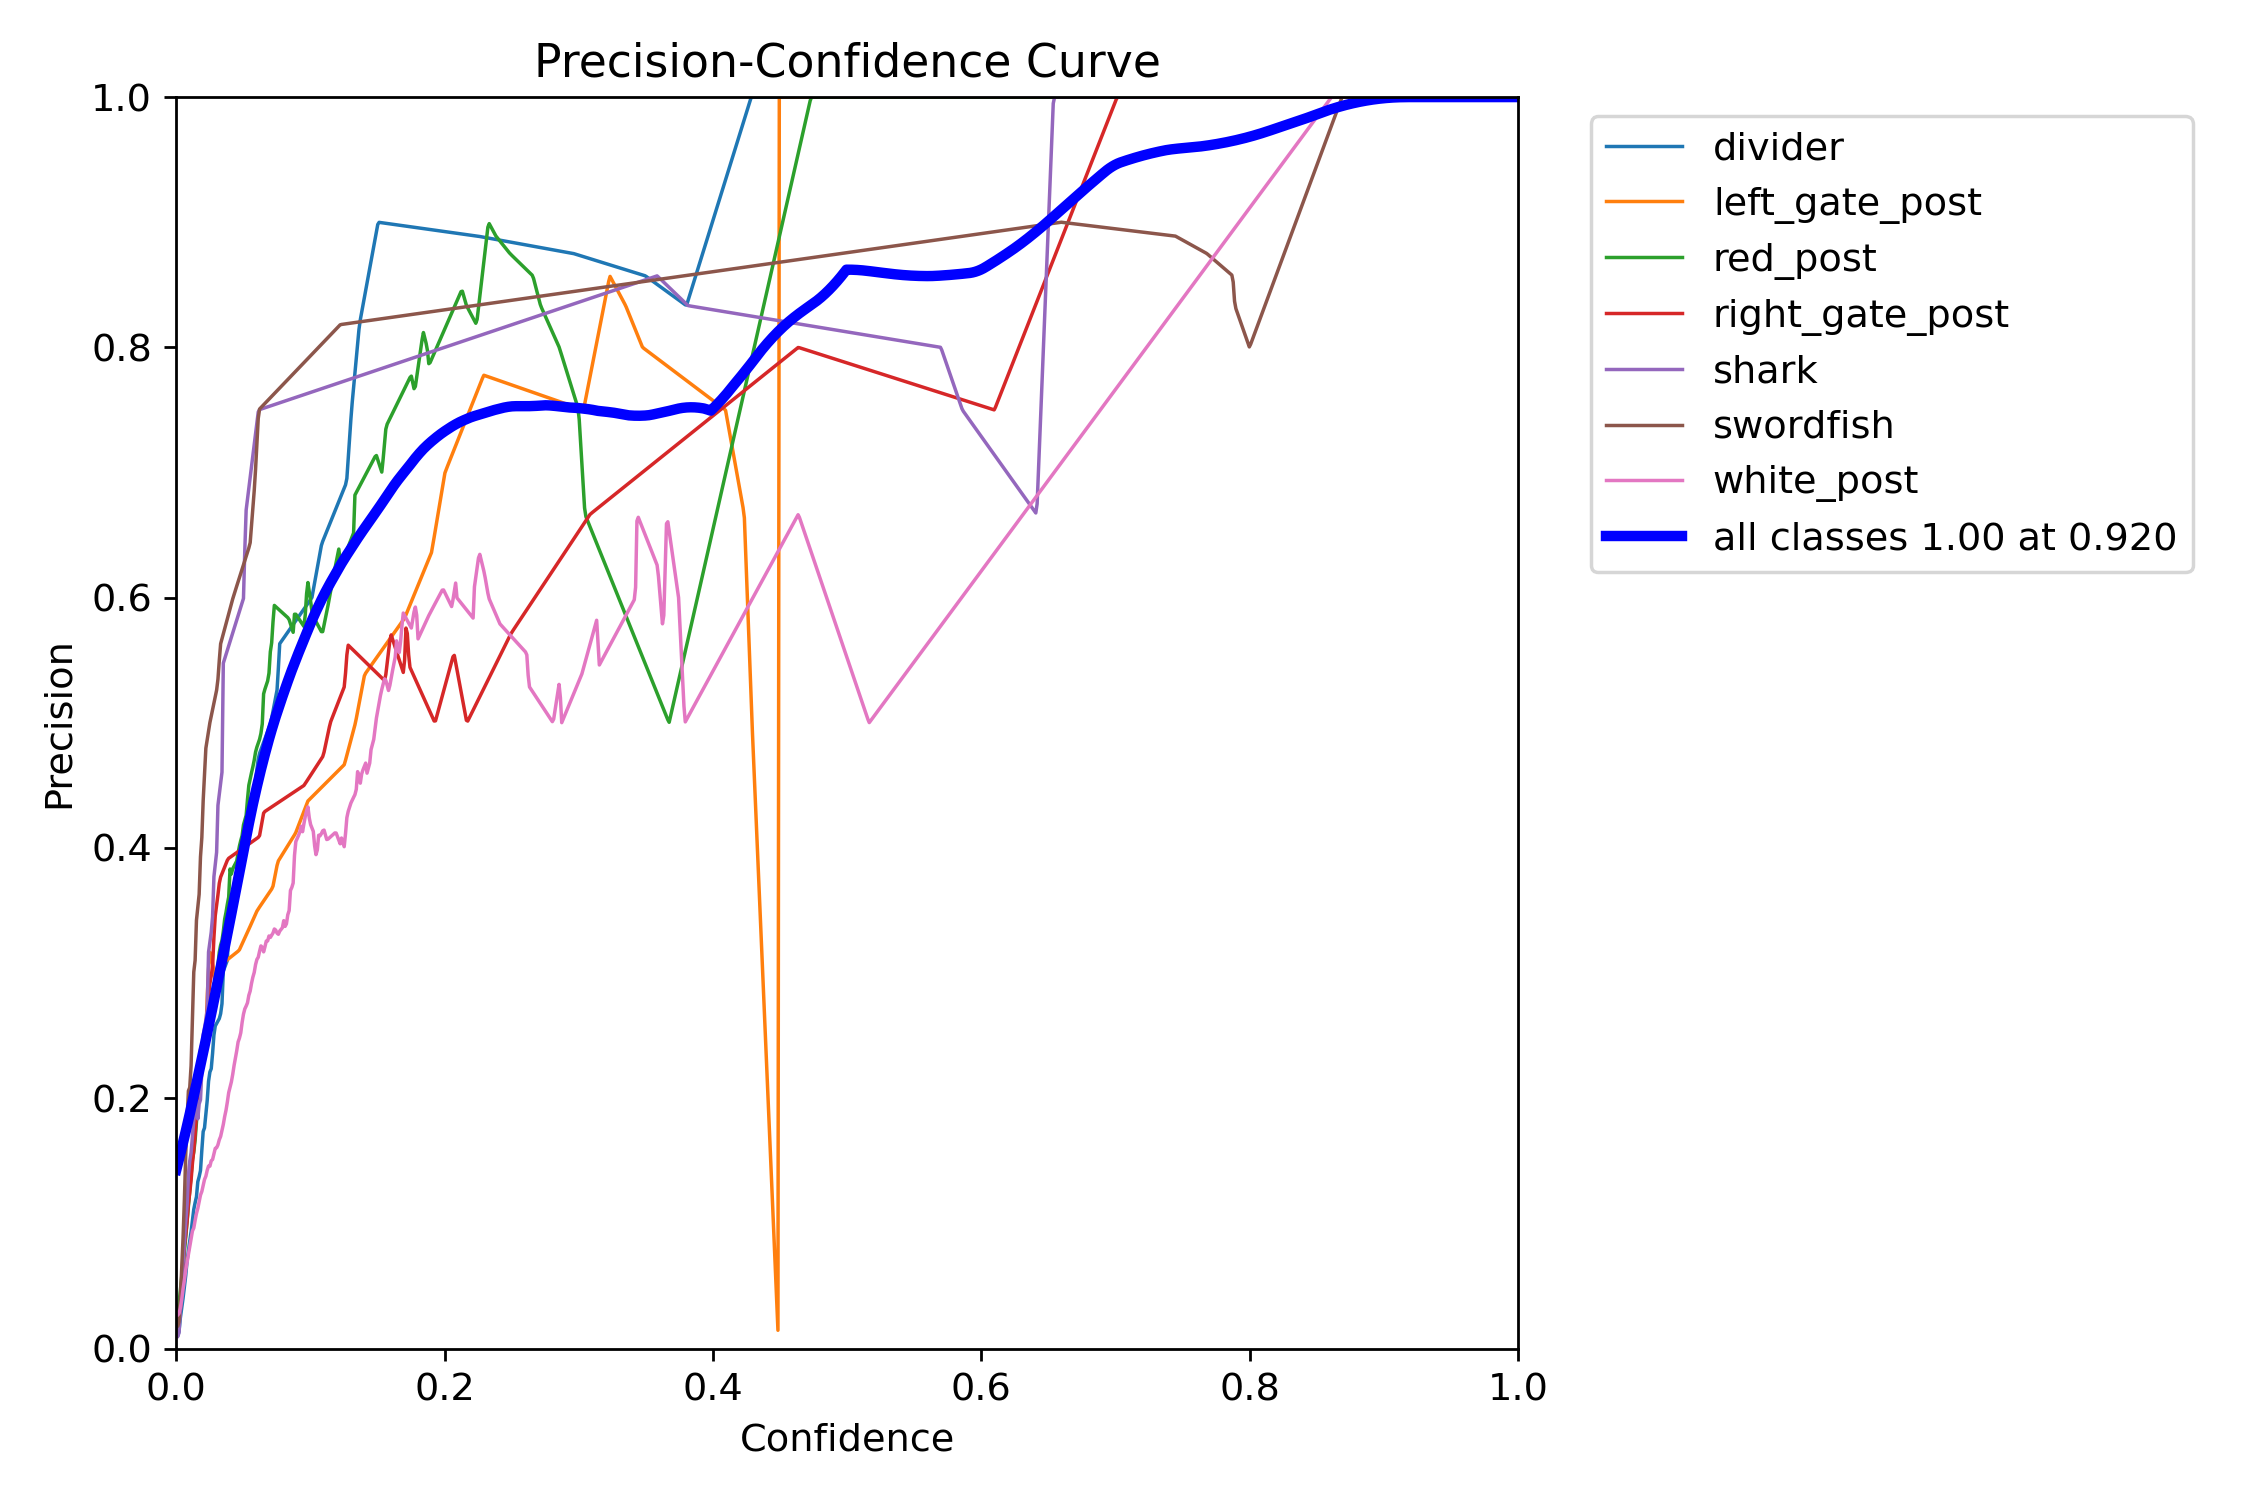 Precision-Confidence Curve
1.0
0.8
0.6
0.4
0.2
0.0
Precision
0.0 0.2 0.4 0.6 0.8 1.0
Confidence
divider
left_gate_post
red_post
right_gate_post
shark
swordfish
white_post
all classes 1.00 at 0.920